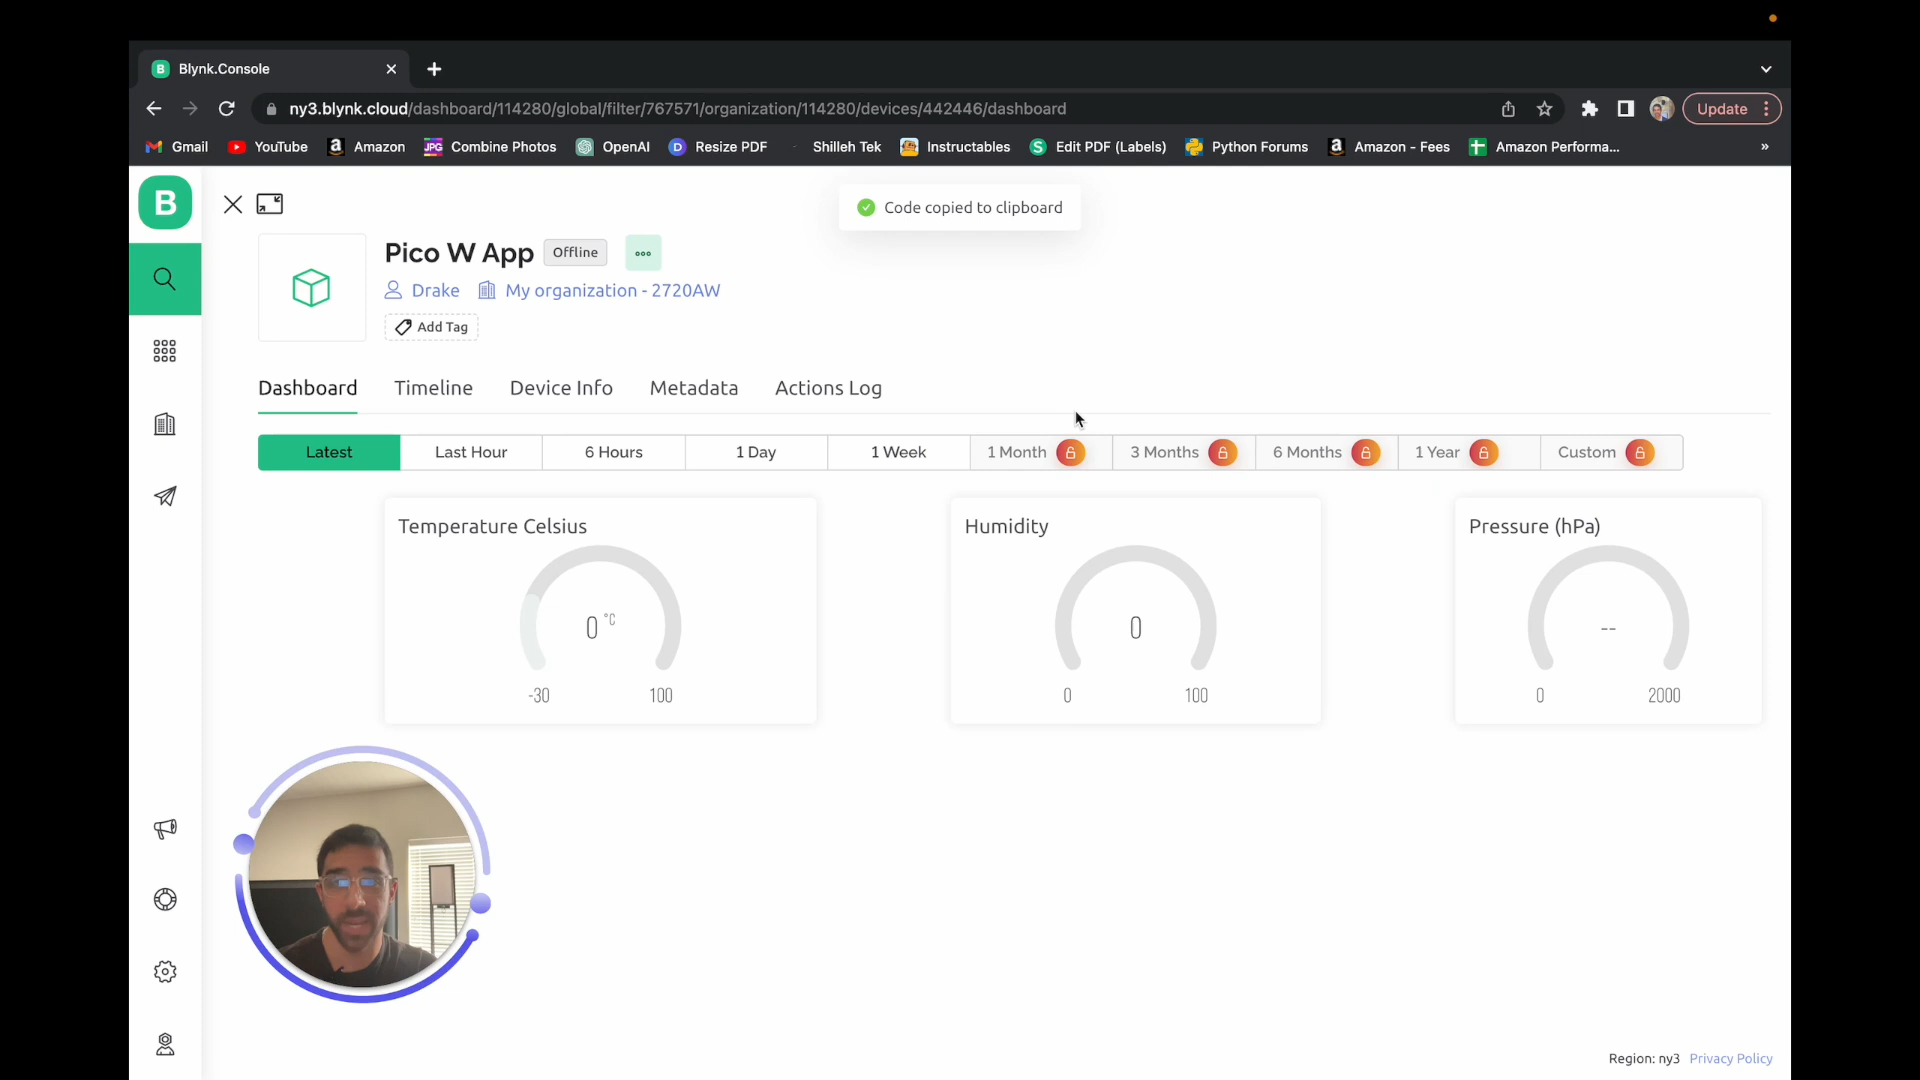 B Blynk.Console
ny3.blynk.cloud/dashboard/114280/global/filter/767571/organization/114280/devices/442446/dashboard
Update
Gmail YouTube a Amazon JPG Combine Photos OpenAI D Resize PDF - Shilleh Tek Instructables S Edit PDF (Labels) Python Forums a Amazon - Fees Amazon Performa... »
B
Code copied to clipboard
Pico W App Offline
Drake My organization - 2720AW
Add Tag
Dashboard Timeline Device Info Metadata Actions Log
Latest Last Hour 6 Hours 1 Day 1 Week 1 Month 3 Months 6 Months 1 Year Custom
Temperature Celsius
0 °C
-30 100
Humidity
0
0 100
Pressure (hPa)
--
0 2000
Region: ny3 Privacy Policy